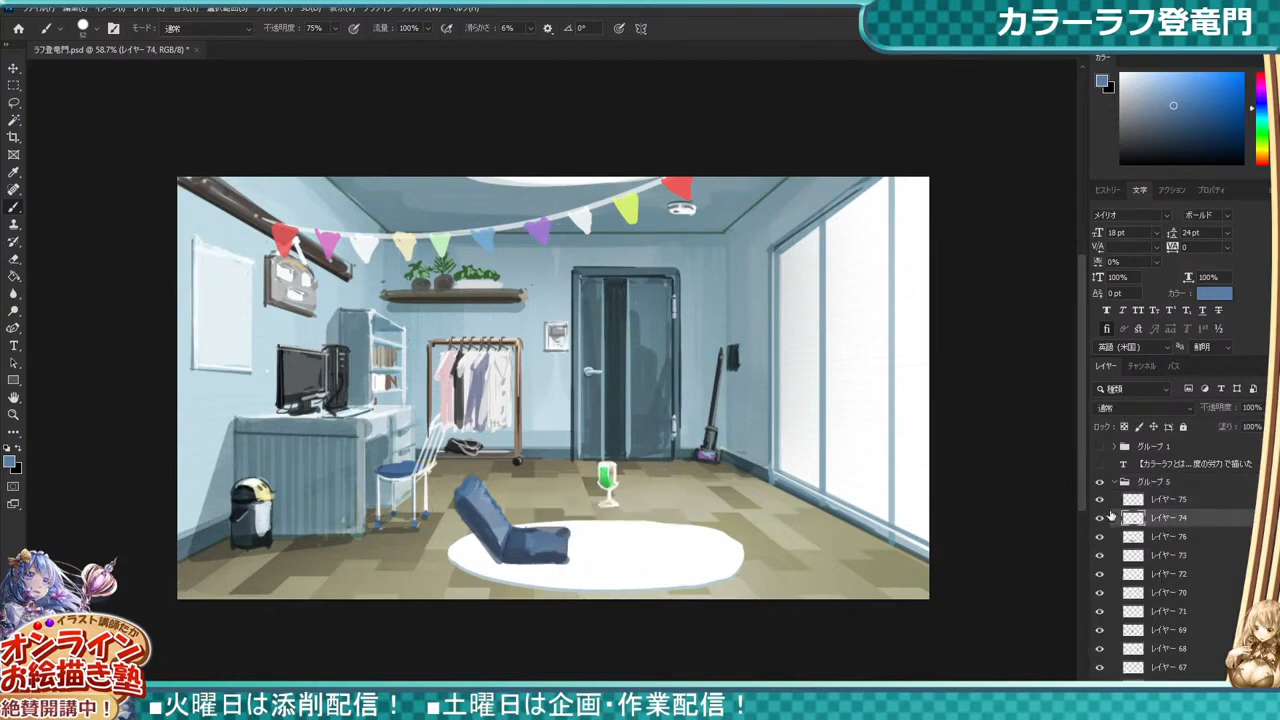 カラーラフ登竜門
モード： 通常
不透明度： 75%
流量： 100%
滑らかさ： 6%
0°
ラフ登竜門.psd @ 58.7% (レイヤー 74, RGB/8) *
カラー
ヒストリー 文字 アクション プロパティ
メイリオ ボールド
18 pt 24 pt
0
0%
100% 100%
0 pt カラー：
英語 (米国) 鮮明
レイヤー チャンネル パス
種類
通常 不透明度： 100%
ロック： 塗り： 100%
グループ 1
【カラーラフとは...度の労力で描いた
グループ 5
レイヤー 75
レイヤー 74
レイヤー 76
レイヤー 73
レイヤー 72
レイヤー 70
レイヤー 71
レイヤー 69
レイヤー 68
レイヤー 67
イラスト講師だか
オンライン
お絵描き塾
絶賛開講中！
■火曜日は添削配信！ ■土曜日は企画・作業配信！